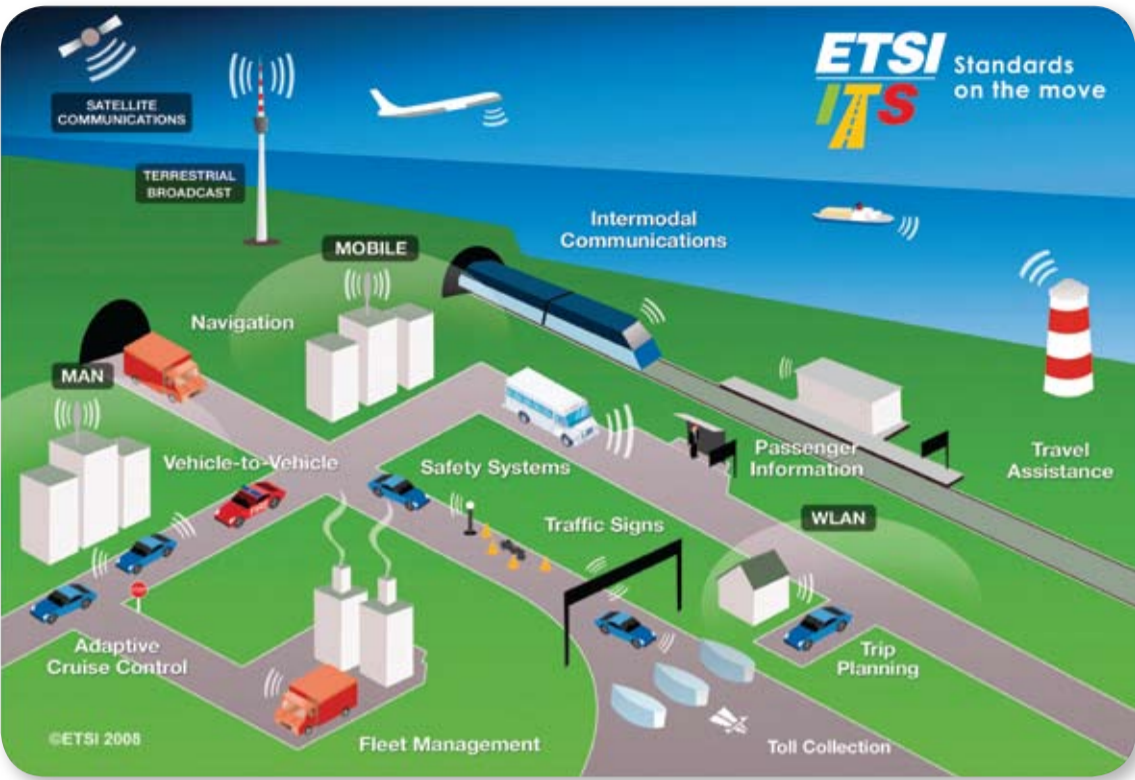 ETSI
ITS
Standards
on the move
SATELLITE
COMMUNICATIONS
TERRESTRIAL
BROADCAST
Intermodal
Communications
MOBILE
Navigation
MAN
Vehicle-to-Vehicle
Safety Systems
Passenger
Information
Travel
Assistance
Traffic Signs
WLAN
FIRE
STOP
Adaptive
Cruise Control
Trip
Planning
©ETSI 2008
Fleet Management
Toll Collection